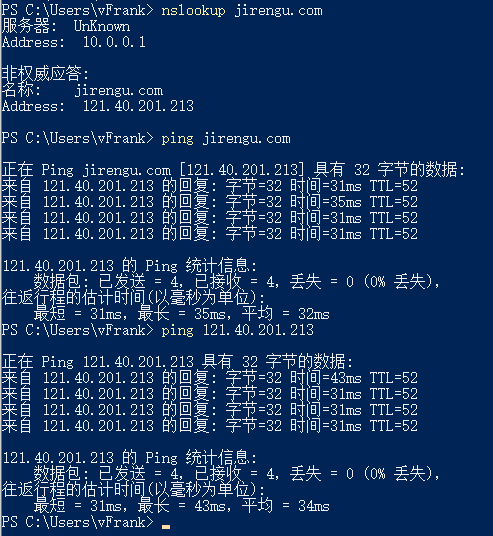 PS C:\Users\vFrank> nslookup jirengu.com
服务器:  UnKnown
Address:  10.0.0.1

非权威应答:
名称:    jirengu.com
Address:  121.40.201.213

PS C:\Users\vFrank> ping jirengu.com

正在 Ping jirengu.com [121.40.201.213] 具有 32 字节的数据:
来自 121.40.201.213 的回复: 字节=32 时间=31ms TTL=52
来自 121.40.201.213 的回复: 字节=32 时间=35ms TTL=52
来自 121.40.201.213 的回复: 字节=32 时间=31ms TTL=52
来自 121.40.201.213 的回复: 字节=32 时间=31ms TTL=52

121.40.201.213 的 Ping 统计信息:
    数据包: 已发送 = 4，已接收 = 4，丢失 = 0 (0% 丢失)，
往返行程的估计时间(以毫秒为单位):
    最短 = 31ms，最长 = 35ms，平均 = 32ms
PS C:\Users\vFrank> ping 121.40.201.213

正在 Ping 121.40.201.213 具有 32 字节的数据:
来自 121.40.201.213 的回复: 字节=32 时间=43ms TTL=52
来自 121.40.201.213 的回复: 字节=32 时间=31ms TTL=52
来自 121.40.201.213 的回复: 字节=32 时间=31ms TTL=52
来自 121.40.201.213 的回复: 字节=32 时间=31ms TTL=52

121.40.201.213 的 Ping 统计信息:
    数据包: 已发送 = 4，已接收 = 4，丢失 = 0 (0% 丢失)，
往返行程的估计时间(以毫秒为单位):
    最短 = 31ms，最长 = 43ms，平均 = 34ms
PS C:\Users\vFrank>